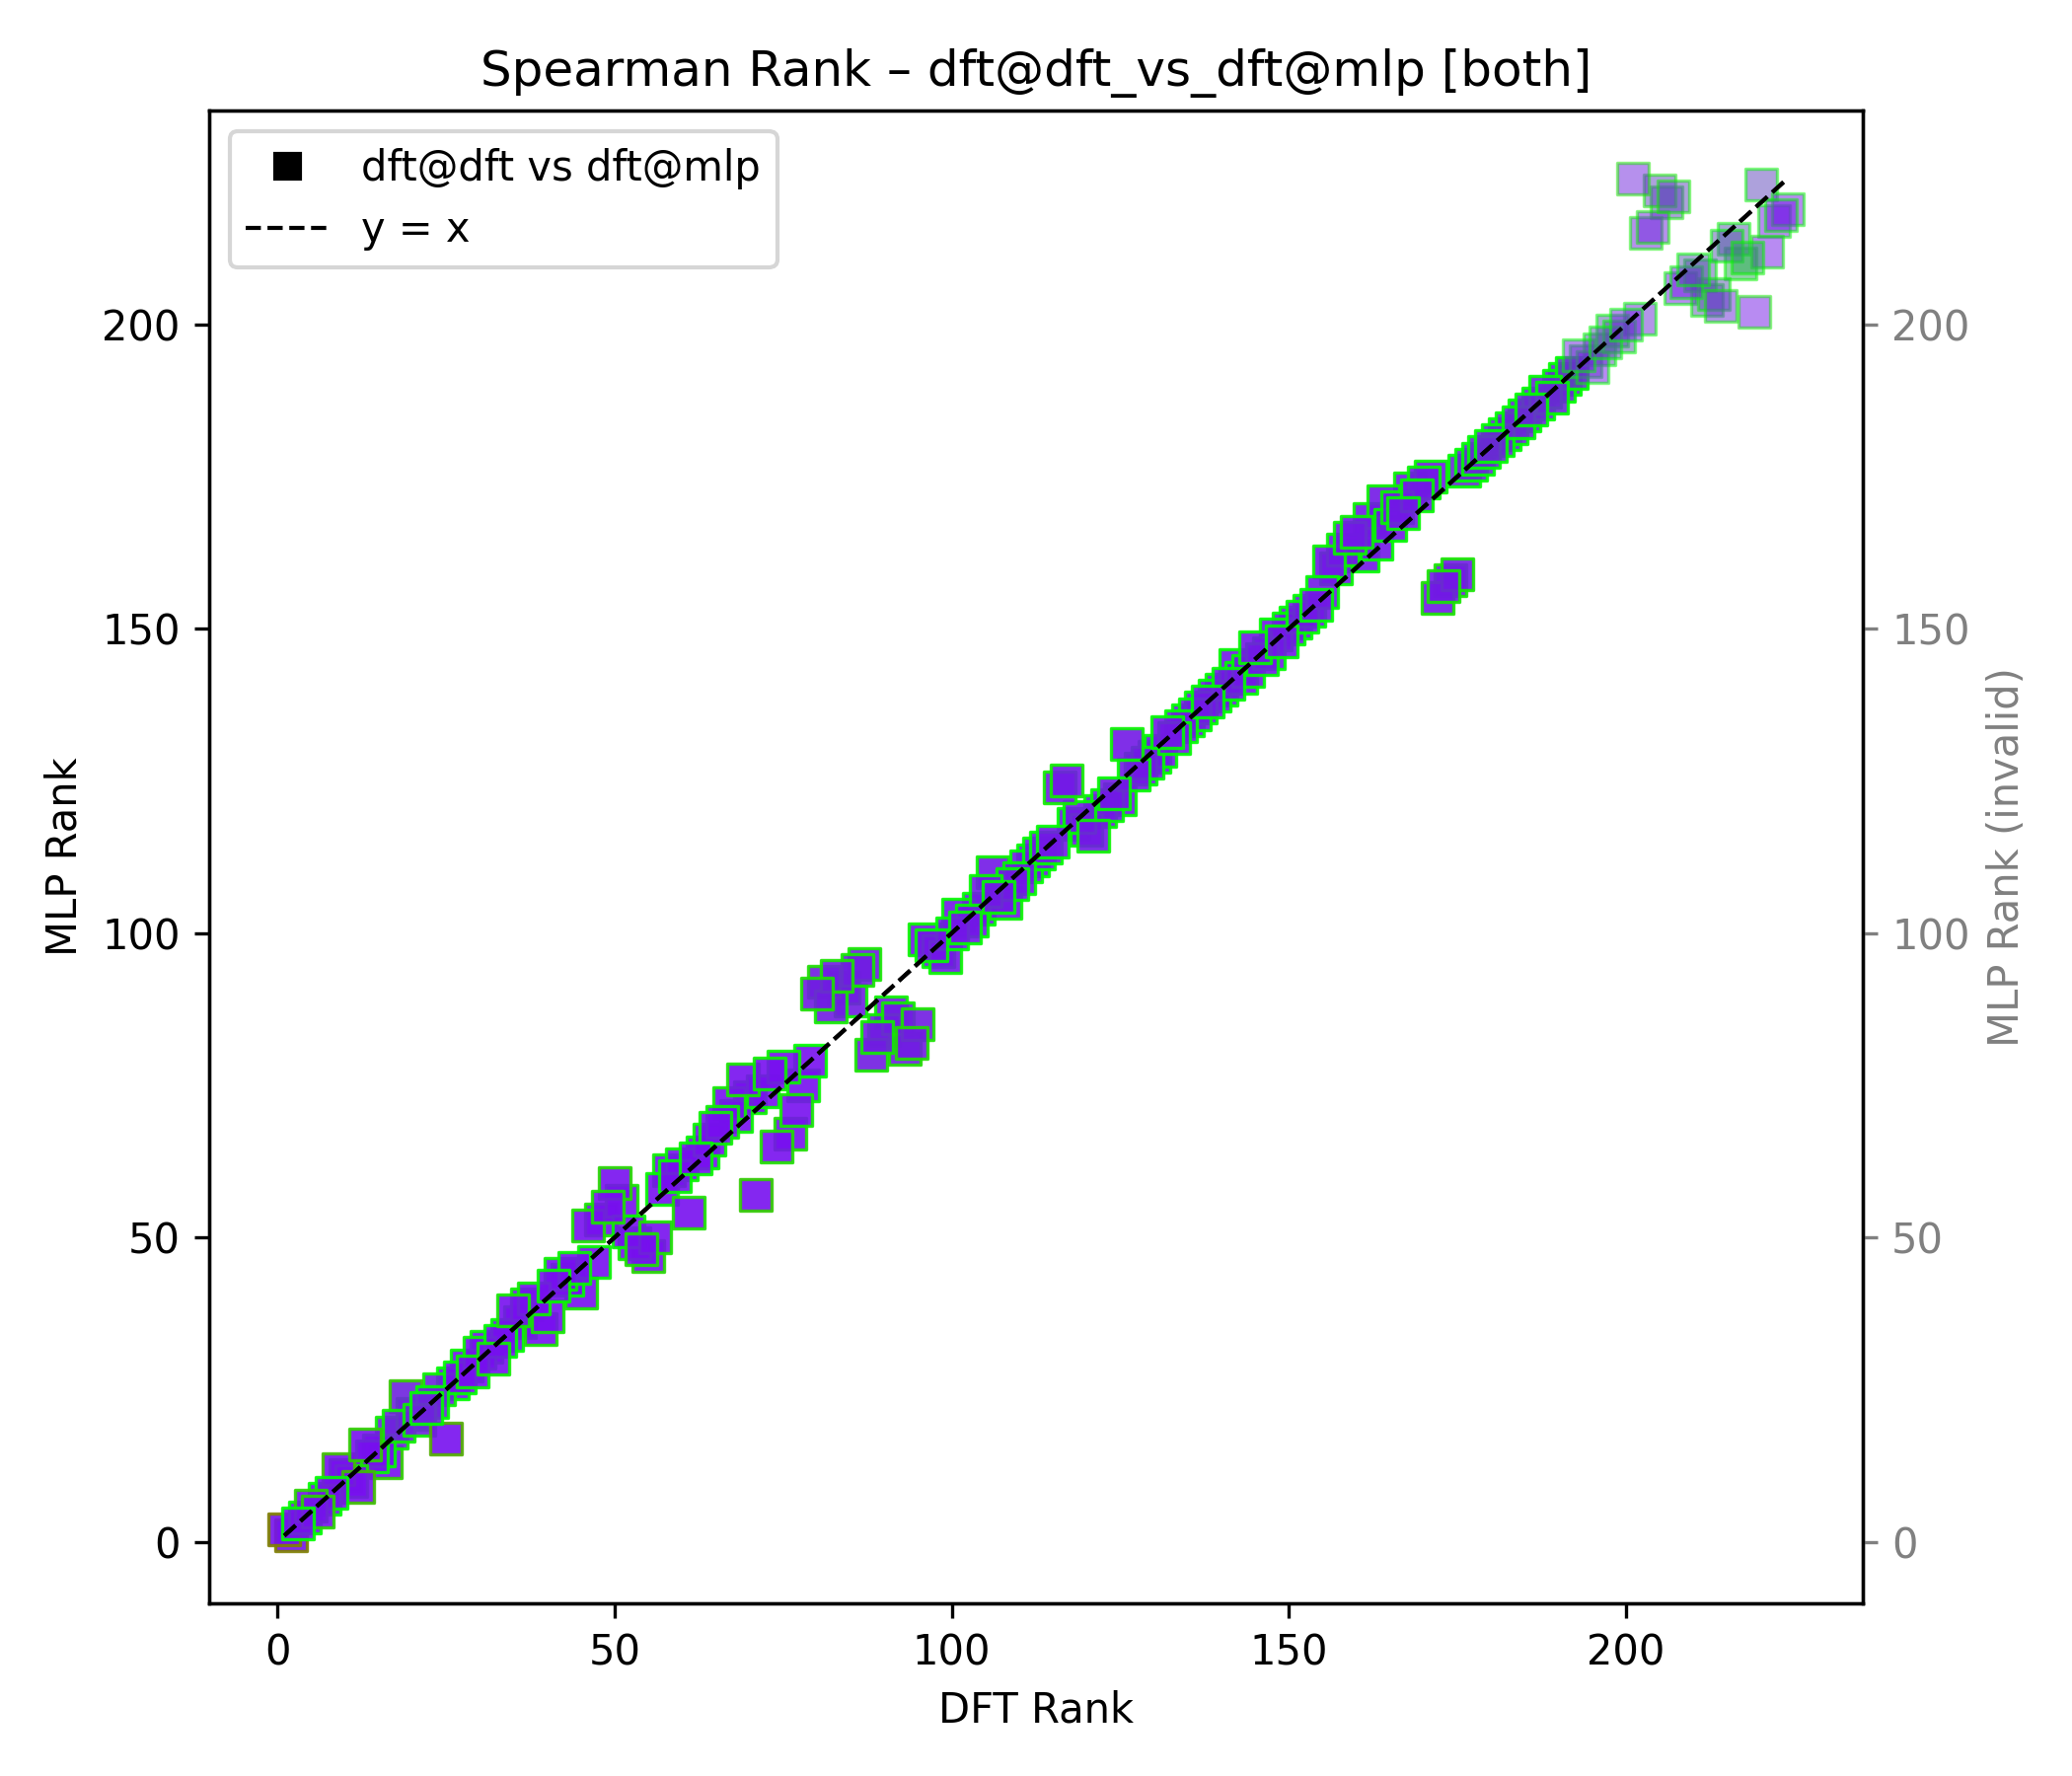 Spearman Rank – dft@dft_vs_dft@mlp [both]
dft@dft vs dft@mlp
y = x
MLP Rank
200
150
100
50
0
0 50 100 150 200
DFT Rank
200
150
100
50
0
MLP Rank (invalid)